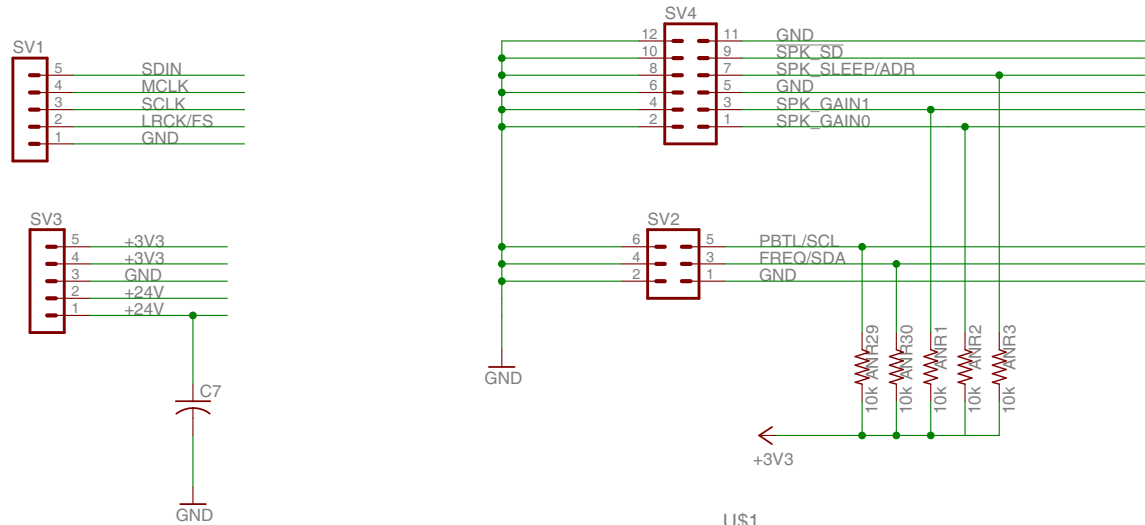 SV1
5 SDIN
4 MCLK
3 SCLK
2 LRCK/FS
1 GND
SV3
5 +3V3
4 +3V3
3 GND
2 +24V
1 +24V
C7
GND
SV4
12 11 GND
10 9 SPK_SD
8 7 SPK_SLEEP/ADR
6 5 GND
4 3 SPK_GAIN1
2 1 SPK_GAIN0
SV2
6 5 PBTL/SCL
4 3 FREQ/SDA
2 1 GND
GND
ANR29
10k
ANR30
10k
ANR1
10k
ANR2
10k
ANR3
10k
+3V3
U$1